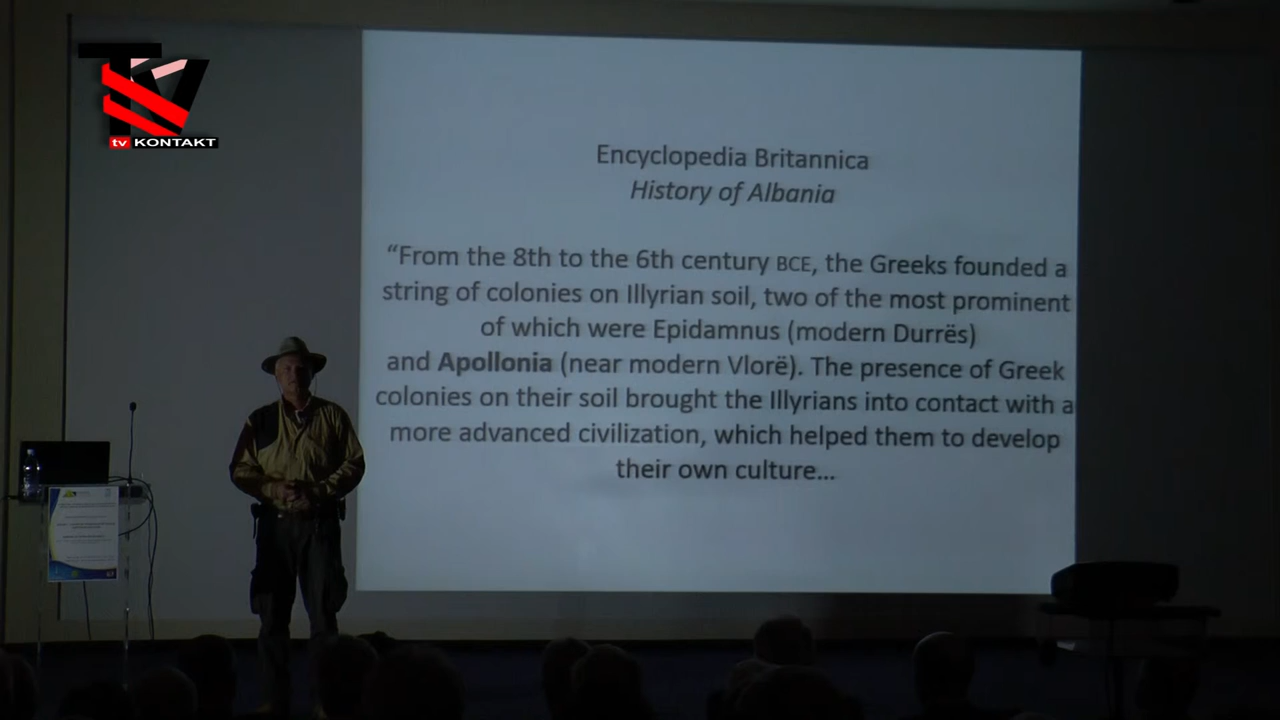 TV
tv KONTAKT
Encyclopedia Britannica
History of Albania
“From the 8th to the 6th century BCE, the Greeks founded a
string of colonies on Illyrian soil, two of the most prominent
of which were Epidamnus (modern Durrës)
and Apollonia (near modern Vlorë). The presence of Greek
colonies on their soil brought the Illyrians into contact with a
more advanced civilization, which helped them to develop
their own culture...